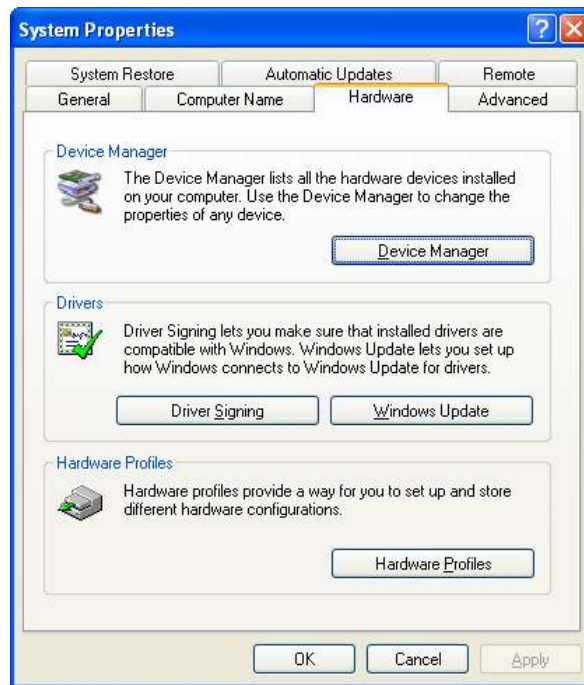 System Properties
System Restore
Automatic Updates
Remote
General
Computer Name
Hardware
Advanced
Device Manager
The Device Manager lists all the hardware devices installed
on your computer. Use the Device Manager to change the
properties of any device.
Device Manager
Drivers
Driver Signing lets you make sure that installed drivers are
compatible with Windows. Windows Update lets you set up
how Windows connects to Windows Update for drivers.
Driver Signing
Windows Update
Hardware Profiles
Hardware profiles provide a way for you to set up and store
different hardware configurations.
Hardware Profiles
OK
Cancel
Apply